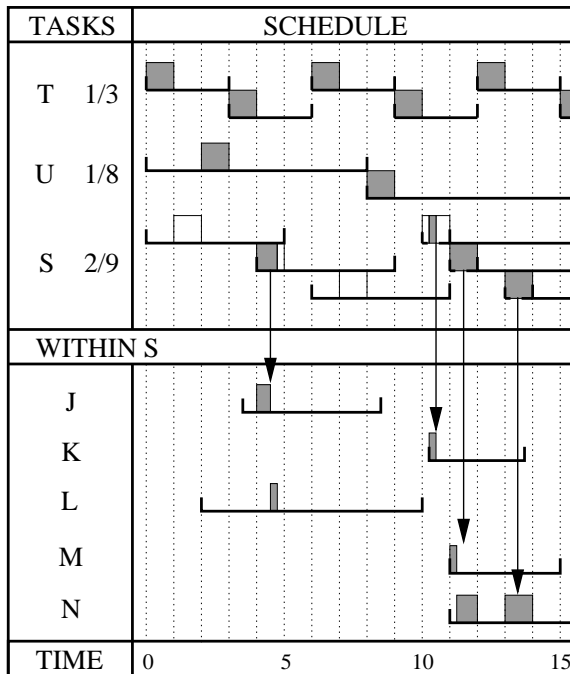 TASKS SCHEDULE
T 1/3
U 1/8
S 2/9
WITHIN S
J
K
L
M
N
TIME 0 5 10 15